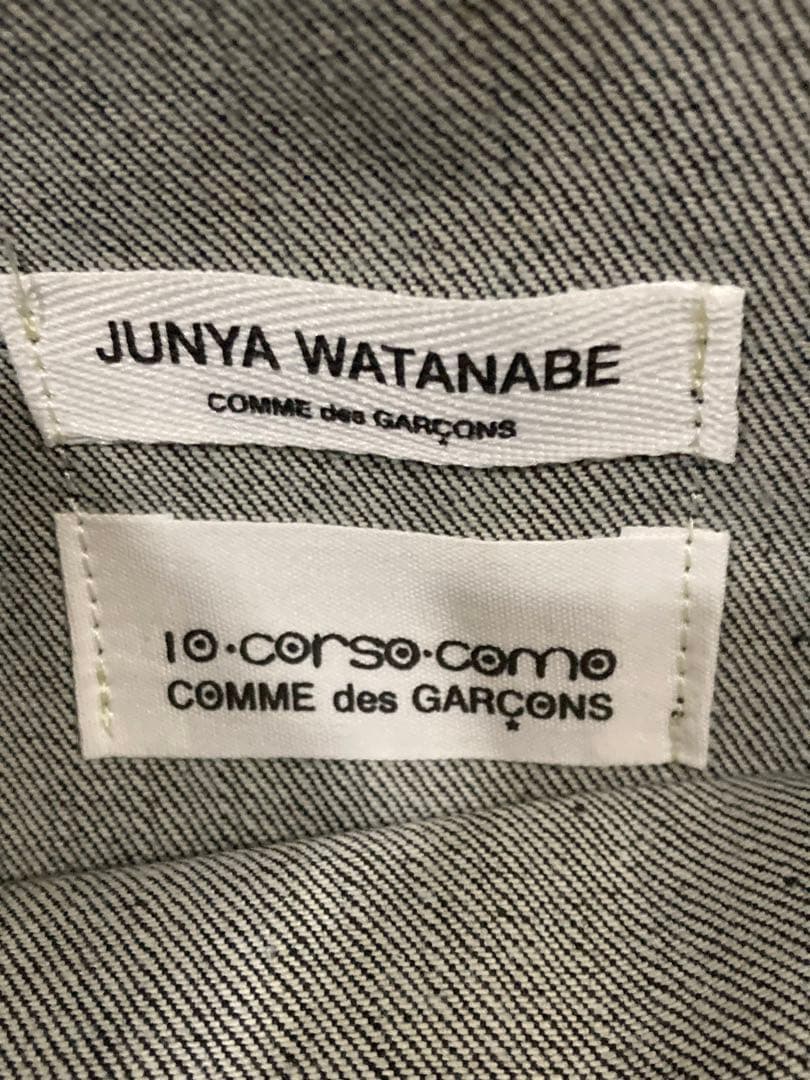 JUNYA WATANABE
COMME des GARÇONS
10·corso·como
COMME des GARÇONS